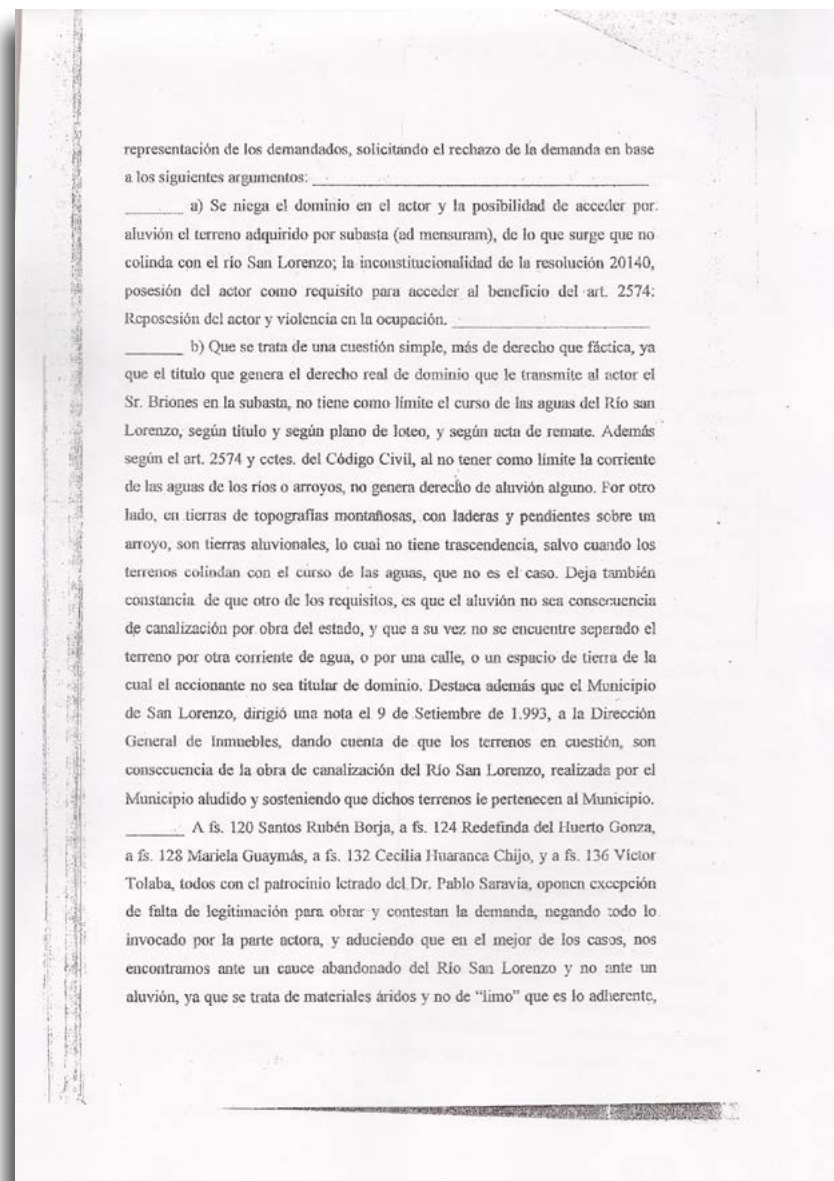 representación de los demandados, solicitando el rechazo de la demanda en base
a los siguientes argumentos:
a) Se niega el dominio en el actor y la posibilidad de acceder por
aluvión el terreno adquirido por subasta (ad mensuram), de lo que surge que no
colinda con el río San Lorenzo; la inconstitucionalidad de la resolución 20140,
posesión del actor como requisito para acceder al beneficio del art. 2574:
Reposesión del actor y violencia en la ocupación.
b) Que se trata de una cuestión simple, más de derecho que fáctica, ya
que el título que genera el derecho real de dominio que le transmite al actor el
Sr. Briones en la subasta, no tiene como límite el curso de las aguas del Río san
Lorenzo, según título y según plano de loteo, y según acta de remate. Además
según el art. 2574 y cctes. del Código Civil, al no tener como límite la corriente
de las aguas de los ríos o arroyos, no genera derecho de aluvión alguno. Por otro
lado, en tierras de topografías montañosas, con laderas y pendientes sobre un
arroyo, son tierras aluvionales, lo cual no tiene trascendencia, salvo cuando los
terrenos colindan con el curso de las aguas, que no es el caso. Deja también
constancia de que otro de los requisitos, es que el aluvión no sea consecuencia
de canalización por obra del estado, y que a su vez no se encuentre separado el
terreno por otra corriente de agua, o por una calle, o un espacio de tierra de la
cual el accionante no sea titular de dominio. Destaca además que el Municipio
de San Lorenzo, dirigió una nota el 9 de Setiembre de 1.993, a la Dirección
General de Inmuebles, dando cuenta de que los terrenos en cuestión, son
consecuencia de la obra de canalización del Río San Lorenzo, realizada por el
Municipio aludido y sosteniendo que dichos terrenos le pertenecen al Municipio.
A fs. 120 Santos Rubén Borja, a fs. 124 Redefinda del Huerto Gonza,
a fs. 128 Mariela Guaymás, a fs. 132 Cecilia Huaranca Chijo, y a fs. 136 Víctor
Tolaba, todos con el patrocinio letrado del Dr. Pablo Saravia, oponen excepción
de falta de legitimación para obrar y contestan la demanda, negando todo lo
invocado por la parte actora, y aduciendo que en el mejor de los casos, nos
encontramos ante un cauce abandonado del Río San Lorenzo y no ante un
aluvión, ya que se trata de materiales áridos y no de “limo” que es lo adherente,